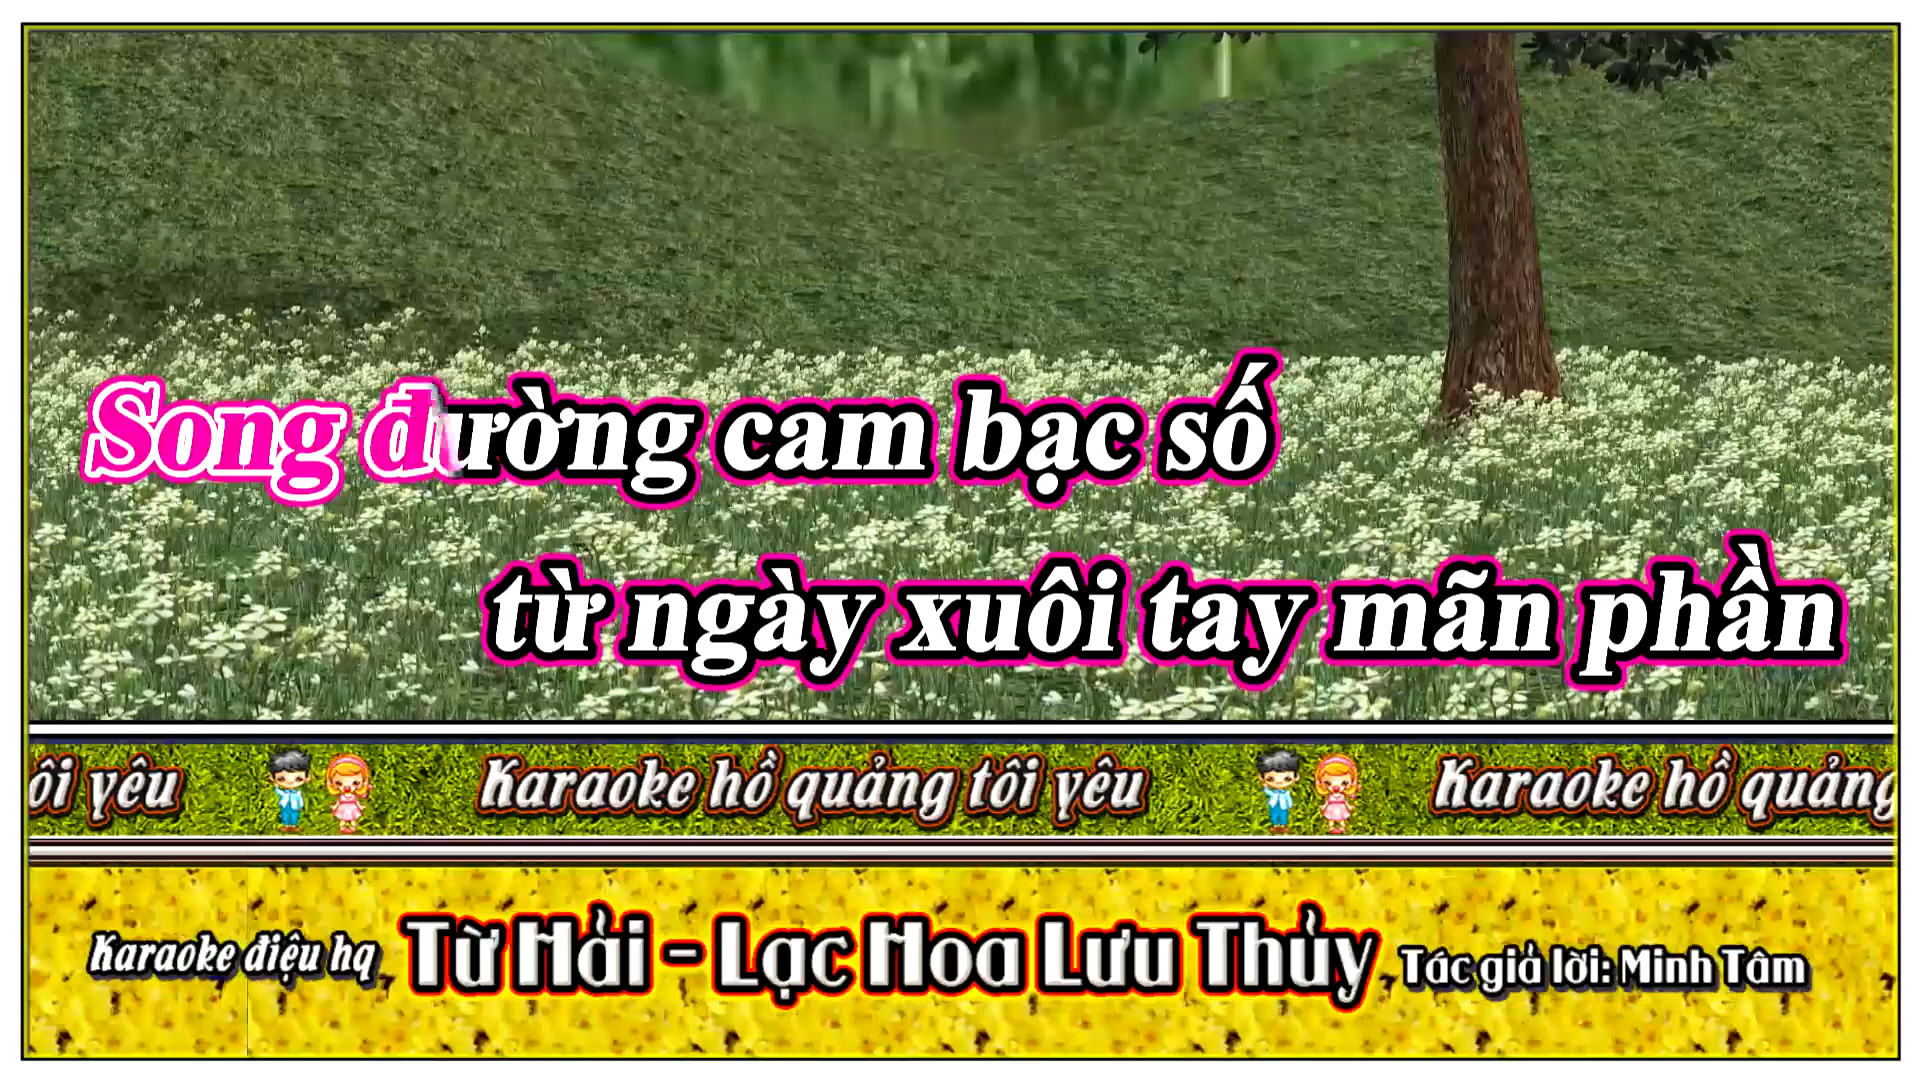 Song đường cam bạc số
từ ngày xuôi tay mãn phần
ôi yêu Karaoke hồ quảng tôi yêu Karaoke hồ quảng
Karaoke điệu hq Từ Hải - Lạc Hoa Lưu Thủy Tác giả lời: Minh Tâm